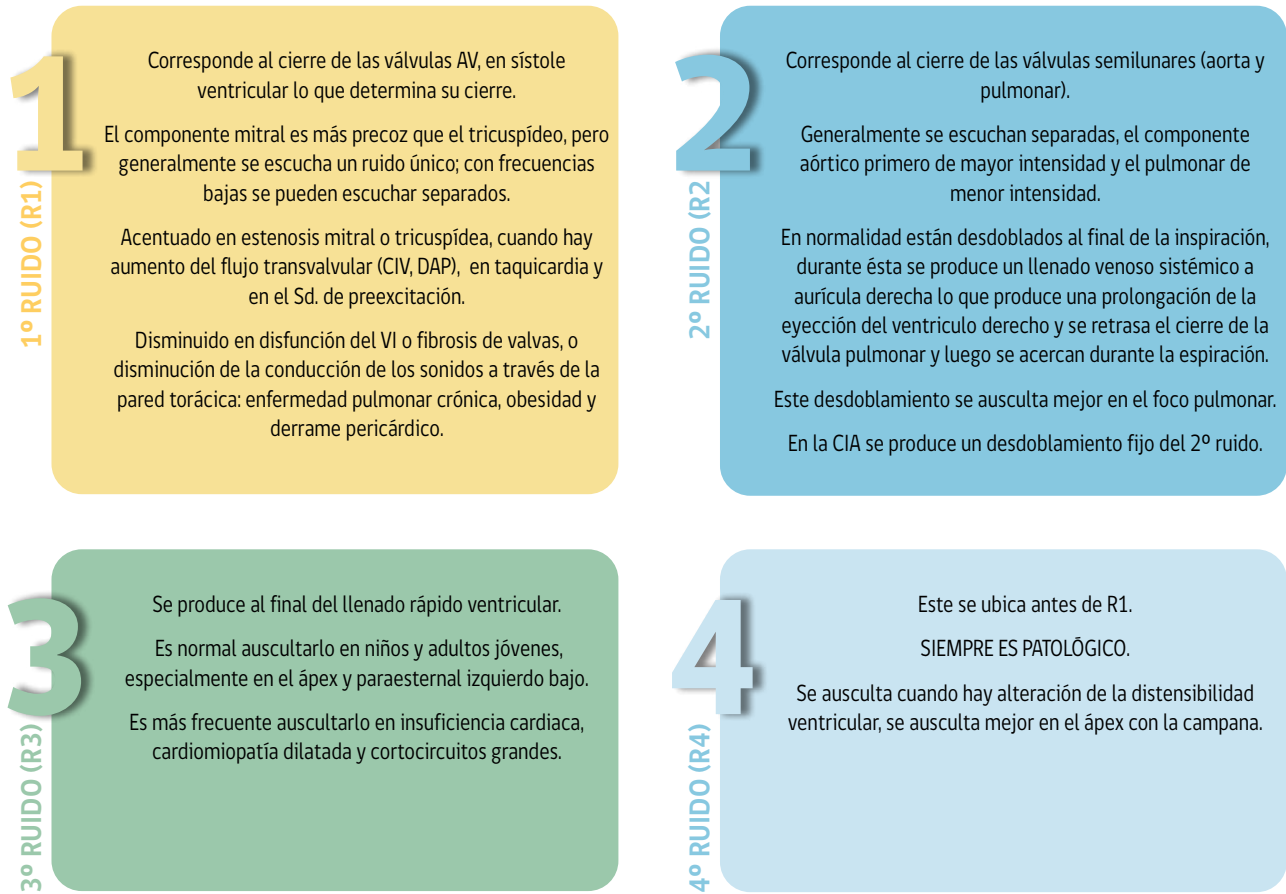 1
1º RUIDO (R1)
Corresponde al cierre de las válvulas AV, en sístole
ventricular lo que determina su cierre.
El componente mitral es más precoz que el tricuspídeo, pero
generalmente se escucha un ruido único; con frecuencias
bajas se pueden escuchar separados.
Acentuado en estenosis mitral o tricuspídea, cuando hay
aumento del flujo transvalvular (CIV, DAP), en taquicardia y
en el Sd. de preexcitación.
Disminuido en disfunción del VI o fibrosis de valvas, o
disminución de la conducción de los sonidos a través de la
pared torácica: enfermedad pulmonar crónica, obesidad y
derrame pericárdico.
2
2º RUIDO (R2
Corresponde al cierre de las válvulas semilunares (aorta y
pulmonar).
Generalmente se escuchan separadas, el componente
aórtico primero de mayor intensidad y el pulmonar de
menor intensidad.
En normalidad están desdoblados al final de la inspiración,
durante ésta se produce un llenado venoso sistémico a
aurícula derecha lo que produce una prolongación de la
eyección del ventriculo derecho y se retrasa el cierre de la
válvula pulmonar y luego se acercan durante la espiración.
Este desdoblamiento se ausculta mejor en el foco pulmonar.
En la CIA se produce un desdoblamiento fijo del 2º ruido.
3
3º RUIDO (R3)
Se produce al final del llenado rápido ventricular.
Es normal auscultarlo en niños y adultos jóvenes,
especialmente en el ápex y paraesternal izquierdo bajo.
Es más frecuente auscultarlo en insuficiencia cardiaca,
cardiomiopatía dilatada y cortocircuitos grandes.
4
4º RUIDO (R4)
Este se ubica antes de R1.
SIEMPRE ES PATOLÓGICO.
Se ausculta cuando hay alteración de la distensibilidad
ventricular, se ausculta mejor en el ápex con la campana.